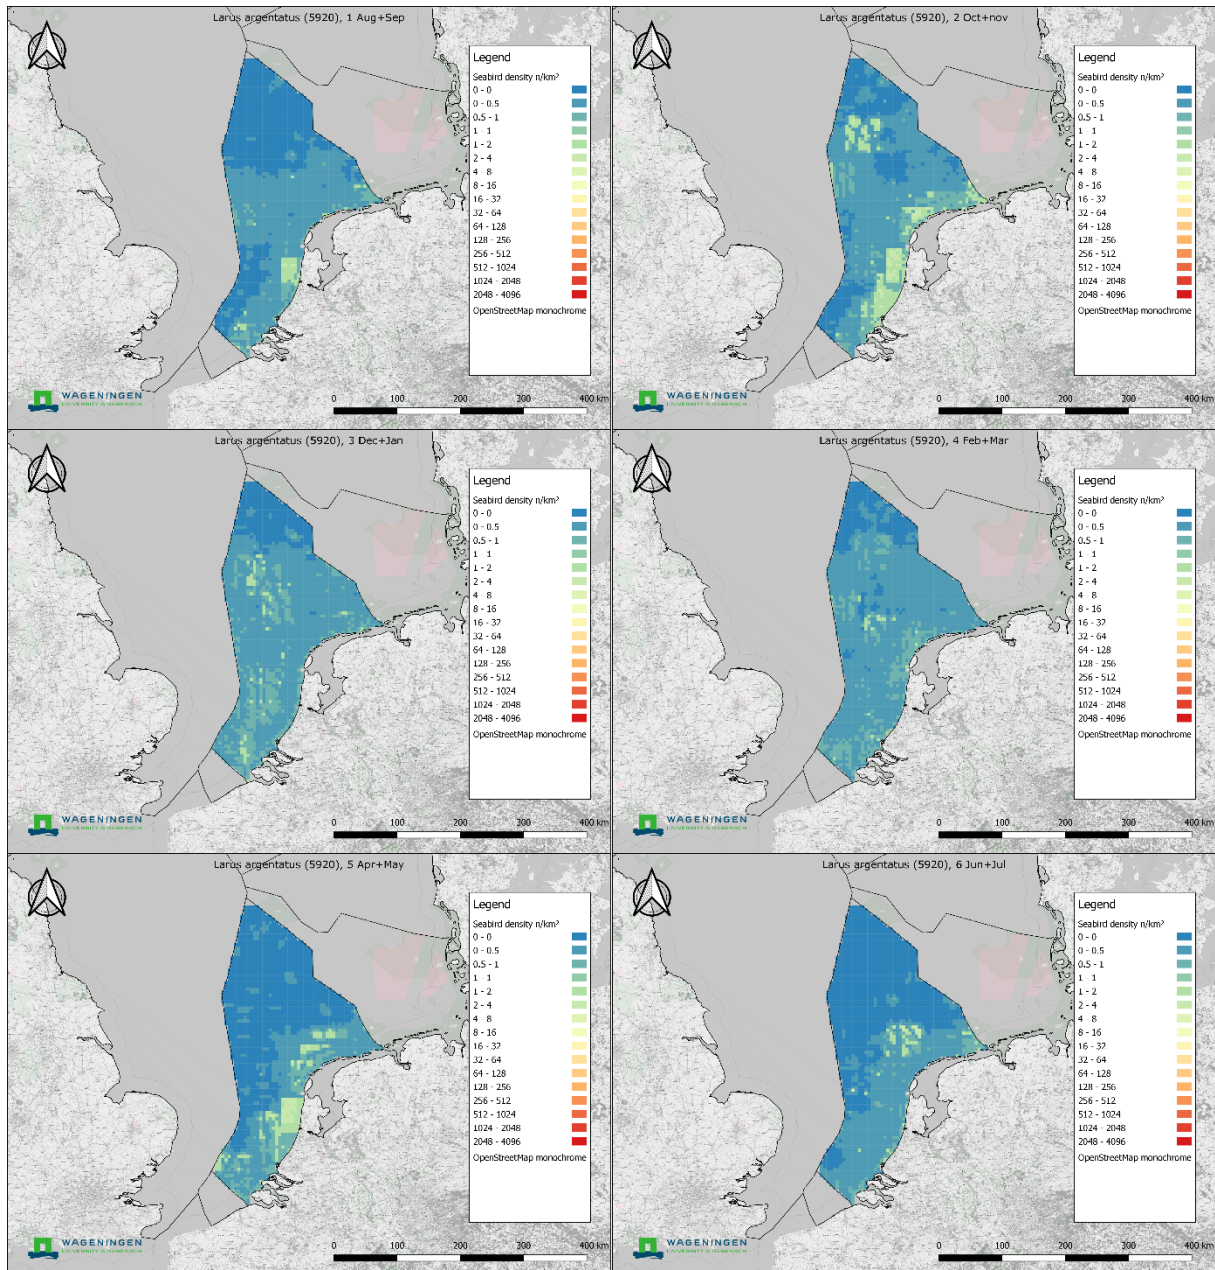 Larus argentatus (5920), 1 Aug+Sep
Legend
Seabird density n/km²
0 - 0
0 - 0.5
0.5 - 1
1 - 1
1 - 2
2 - 4
4 - 8
8 - 16
16 - 32
32 - 64
64 - 128
128 - 256
256 - 512
512 - 1024
1024 - 2048
2048 - 4096
OpenStreetMap monochrome
WAGENINGEN
UNIVERSITY & RESEARCH
0 100 200 300 400 km
Larus argentatus (5920), 2 Oct+nov
Legend
Seabird density n/km²
0 - 0
0 - 0.5
0.5 - 1
1 - 1
1 - 2
2 - 4
4 - 8
8 - 16
16 - 32
32 - 64
64 - 128
128 - 256
256 - 512
512 - 1024
1024 - 2048
2048 - 4096
OpenStreetMap monochrome
WAGENINGEN
UNIVERSITY & RESEARCH
0 100 200 300 400 km
Larus argentatus (5920), 3 Dec+Jan
Legend
Seabird density n/km²
0 - 0
0 - 0.5
0.5 - 1
1 - 1
1 - 2
2 - 4
4 - 8
8 - 16
16 - 32
32 - 64
64 - 128
128 - 256
256 - 512
512 - 1024
1024 - 2048
2048 - 4096
OpenStreetMap monochrome
WAGENINGEN
UNIVERSITY & RESEARCH
0 100 200 300 400 km
Larus argentatus (5920), 4 Feb+Mar
Legend
Seabird density n/km²
0 - 0
0 - 0.5
0.5 - 1
1 - 1
1 - 2
2 - 4
4 - 8
8 - 16
16 - 32
32 - 64
64 - 128
128 - 256
256 - 512
512 - 1024
1024 - 2048
2048 - 4096
OpenStreetMap monochrome
WAGENINGEN
UNIVERSITY & RESEARCH
0 100 200 300 400 km
Larus argentatus (5920), 5 Apr+May
Legend
Seabird density n/km²
0 - 0
0 - 0.5
0.5 - 1
1 - 1
1 - 2
2 - 4
4 - 8
8 - 16
16 - 32
32 - 64
64 - 128
128 - 256
256 - 512
512 - 1024
1024 - 2048
2048 - 4096
OpenStreetMap monochrome
WAGENINGEN
UNIVERSITY & RESEARCH
0 100 200 300 400 km
Larus argentatus (5920), 6 Jun+Jul
Legend
Seabird density n/km²
0 - 0
0 - 0.5
0.5 - 1
1 - 1
1 - 2
2 - 4
4 - 8
8 - 16
16 - 32
32 - 64
64 - 128
128 - 256
256 - 512
512 - 1024
1024 - 2048
2048 - 4096
OpenStreetMap monochrome
WAGENINGEN
UNIVERSITY & RESEARCH
0 100 200 300 400 km